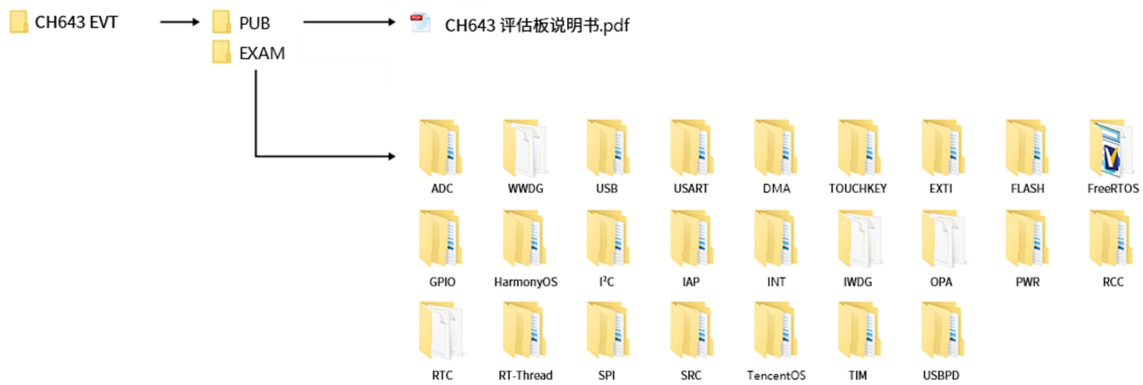 CH643 EVT
PUB
CH643 评估板说明书.pdf
EXAM
ADC WWDG USB USART DMA TOUCHKEY EXTI FLASH FreeRTOS
GPIO HarmonyOS I²C IAP INT IWDG OPA PWR RCC
RTC RT-Thread SPI SRC TencentOS TIM USBPD